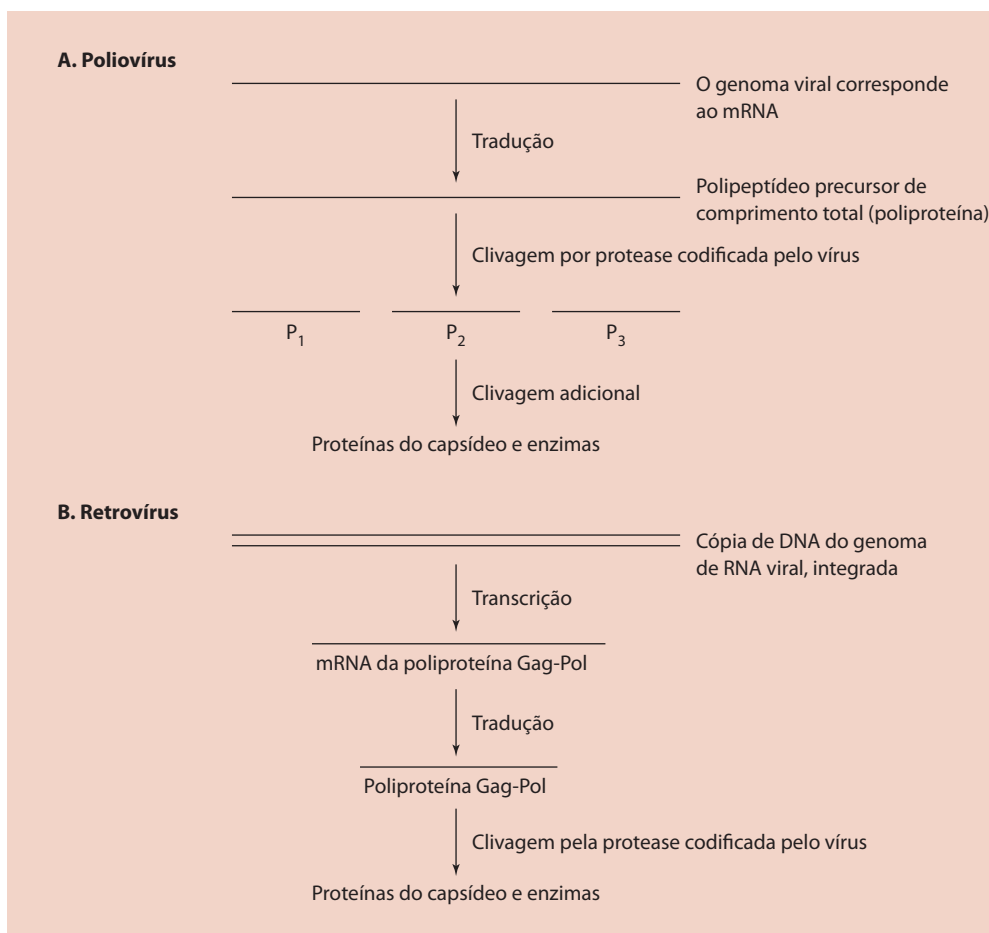 A. Poliovírus
O genoma viral corresponde
ao mRNA
Tradução
Polipeptídeo precursor de
comprimento total (poliproteína)
Clivagem por protease codificada pelo vírus
P₁ P₂ P₃
Clivagem adicional
Proteínas do capsídeo e enzimas
B. Retrovírus
Cópia de DNA do genoma
de RNA viral, integrada
Transcrição
mRNA da poliproteína Gag-Pol
Tradução
Poliproteína Gag-Pol
Clivagem pela protease codificada pelo vírus
Proteínas do capsídeo e enzimas